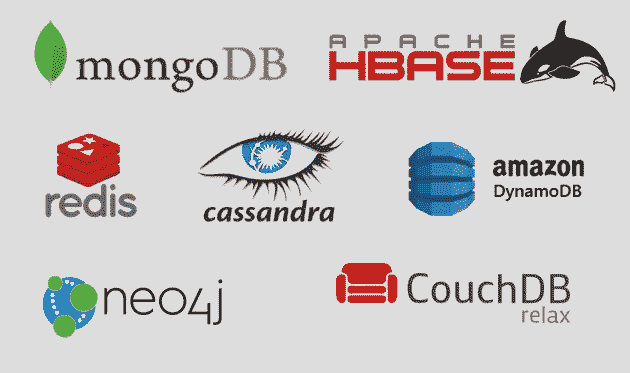 mongoDB
APACHE
HBASE
redis
cassandra
amazon
DynamoDB
neo4j
CouchDB
relax